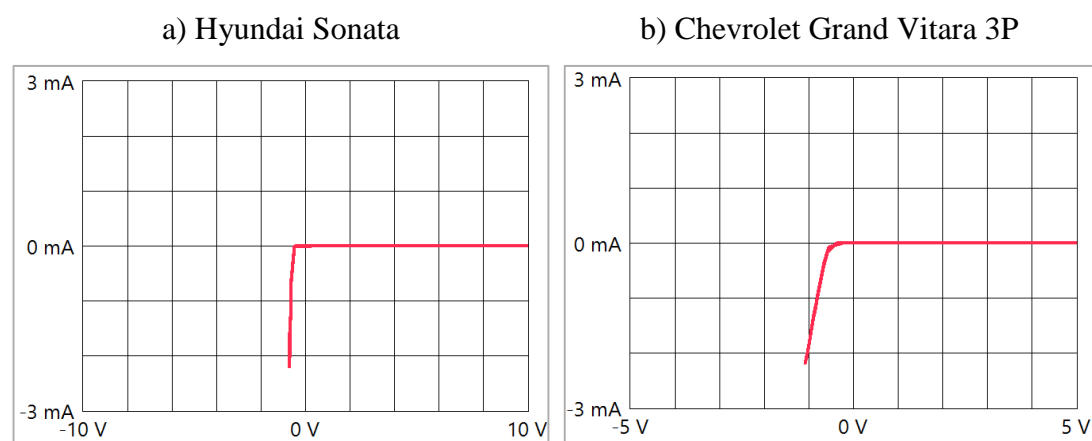 a) Hyundai Sonata
b) Chevrolet Grand Vitara 3P
3 mA
0 mA
-3 mA
-10 V
0 V
10 V
3 mA
0 mA
-3 mA
-5 V
0 V
5 V